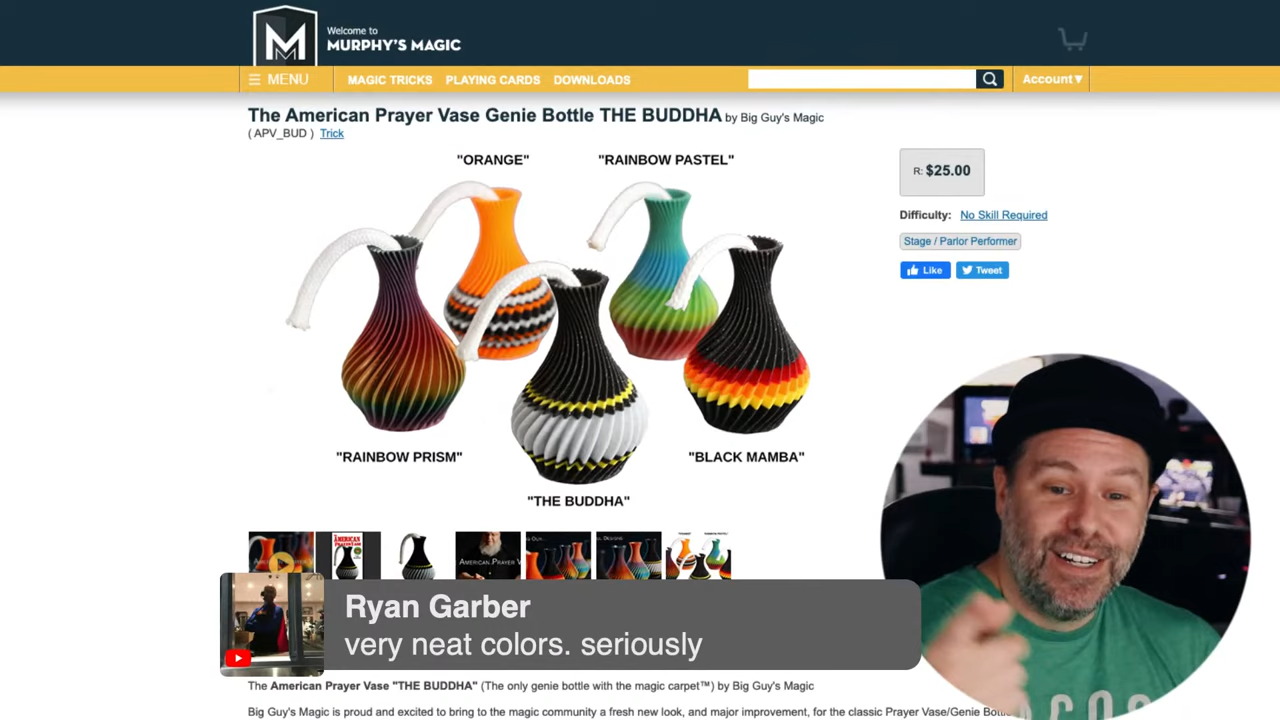 Welcome to
MURPHY'S MAGIC
MENU
MAGIC TRICKS
PLAYING CARDS
DOWNLOADS
Account▾
The American Prayer Vase Genie Bottle THE BUDDHA by Big Guy's Magic
( APV_BUD ) Trick
"ORANGE"
"RAINBOW PASTEL"
"RAINBOW PRISM"
"BLACK MAMBA"
"THE BUDDHA"
R: $25.00
Difficulty: No Skill Required
Stage / Parlor Performer
Like
Tweet
AMERICAN
AMERICAN.PRAYER V
Ryan Garber
very neat colors. seriously
The American Prayer Vase "THE BUDDHA" (The only genie bottle with the magic carpet™) by Big Guy's Magic
Big Guy's Magic is proud and excited to bring to the magic community a fresh new look, and major improvement, for the classic Prayer Vase/Genie